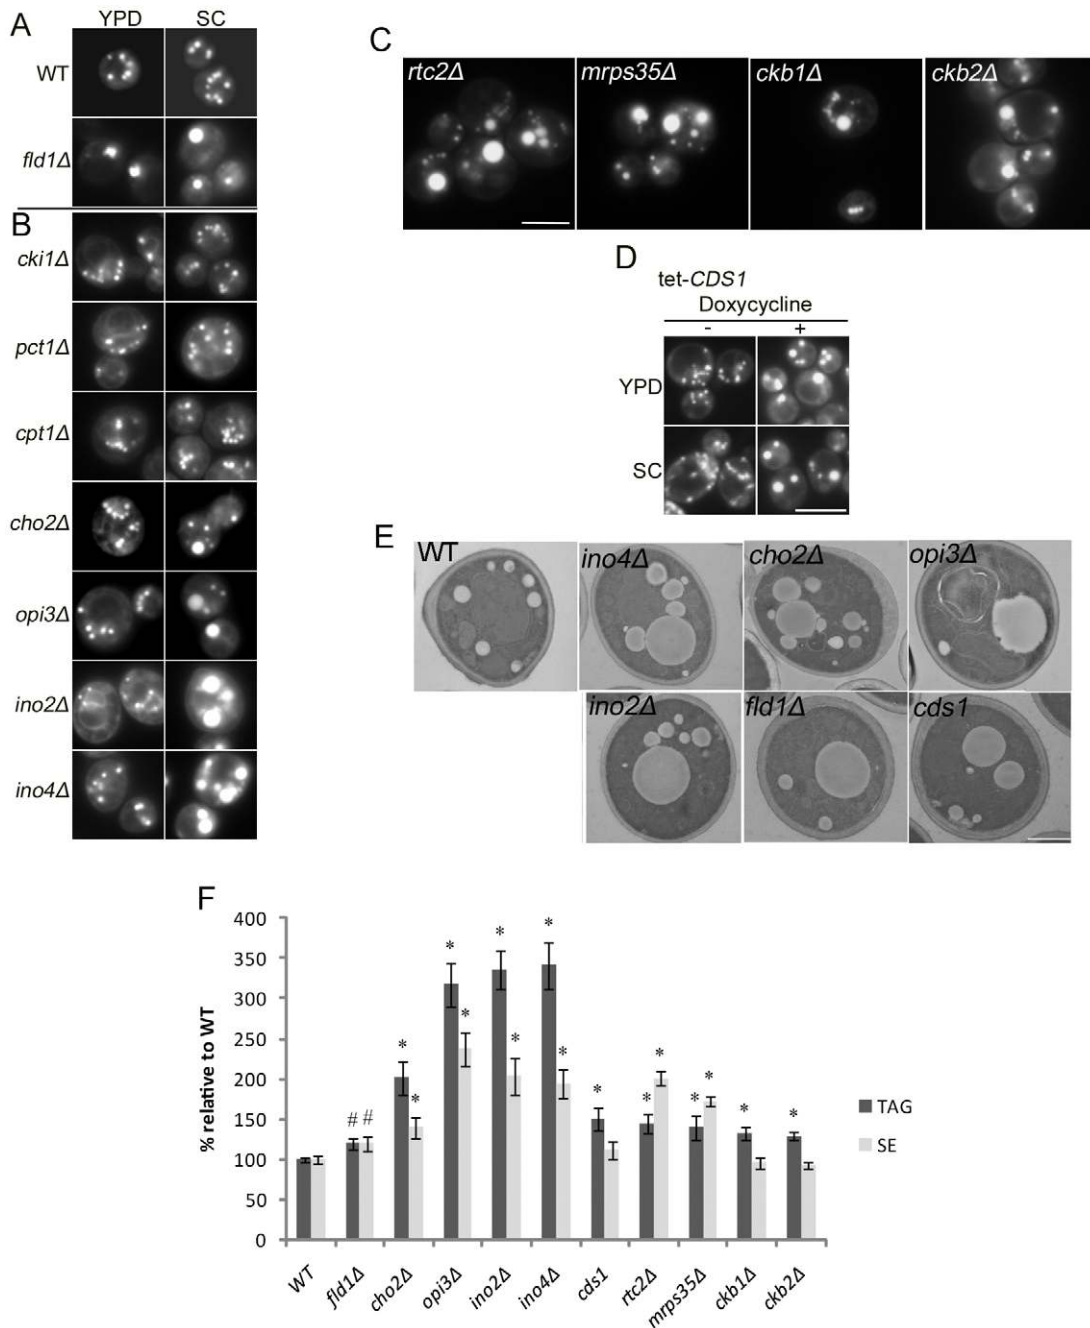 A
YPD SC
WT
fld1Δ
B
cki1Δ
pct1Δ
cpt1Δ
cho2Δ
opi3Δ
ino2Δ
ino4Δ
C
rtc2Δ mrps35Δ ckb1Δ ckb2Δ
D
tet-CDS1
Doxycycline
- +
YPD
SC
E
WT ino4Δ cho2Δ opi3Δ
ino2Δ fld1Δ cds1
F
% relative to WT
400
350
300
250
200
150
100
50
0
# # * * * * * * * * * * * * * * *
WT fld1Δ cho2Δ opi3Δ ino2Δ ino4Δ cds1 rtc2Δ mrps35Δ ckb1Δ ckb2Δ
TAG
SE